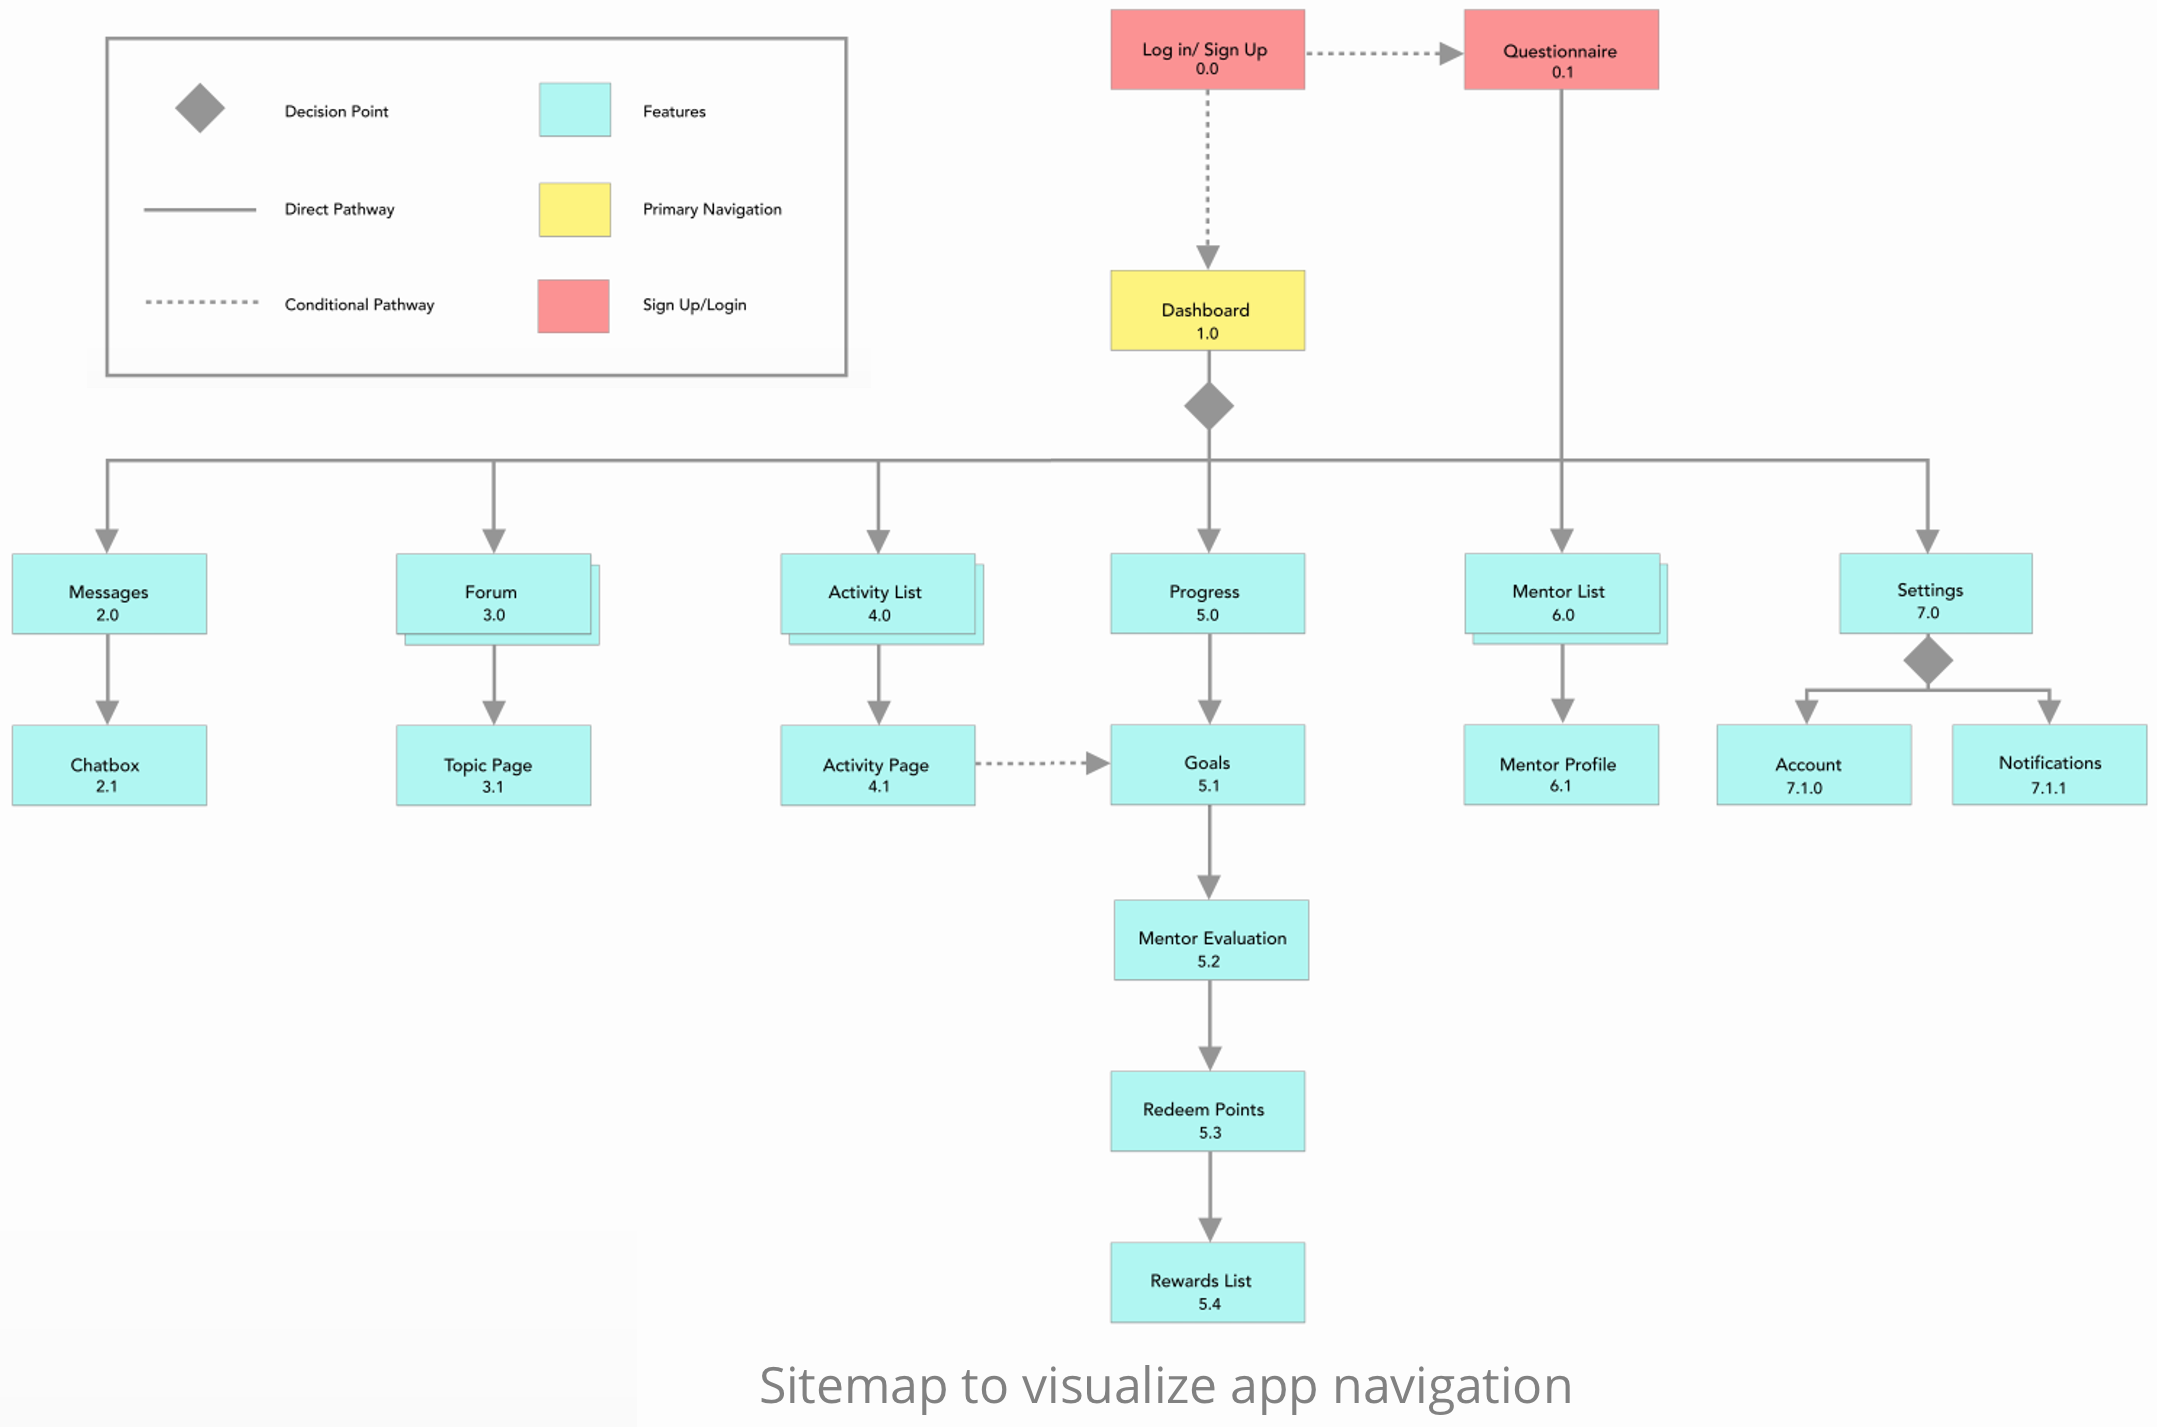 Log in/ Sign Up
0.0
Questionnaire
0.1
Decision Point
Features
Direct Pathway
Primary Navigation
Conditional Pathway
Sign Up/Login
Dashboard
1.0
Messages
2.0
Forum
3.0
Activity List
4.0
Progress
5.0
Mentor List
6.0
Settings
7.0
Chatbox
2.1
Topic Page
3.1
Activity Page
4.1
Goals
5.1
Mentor Profile
6.1
Account
7.1.0
Notifications
7.1.1
Mentor Evaluation
5.2
Redeem Points
5.3
Rewards List
5.4
Sitemap to visualize app navigation